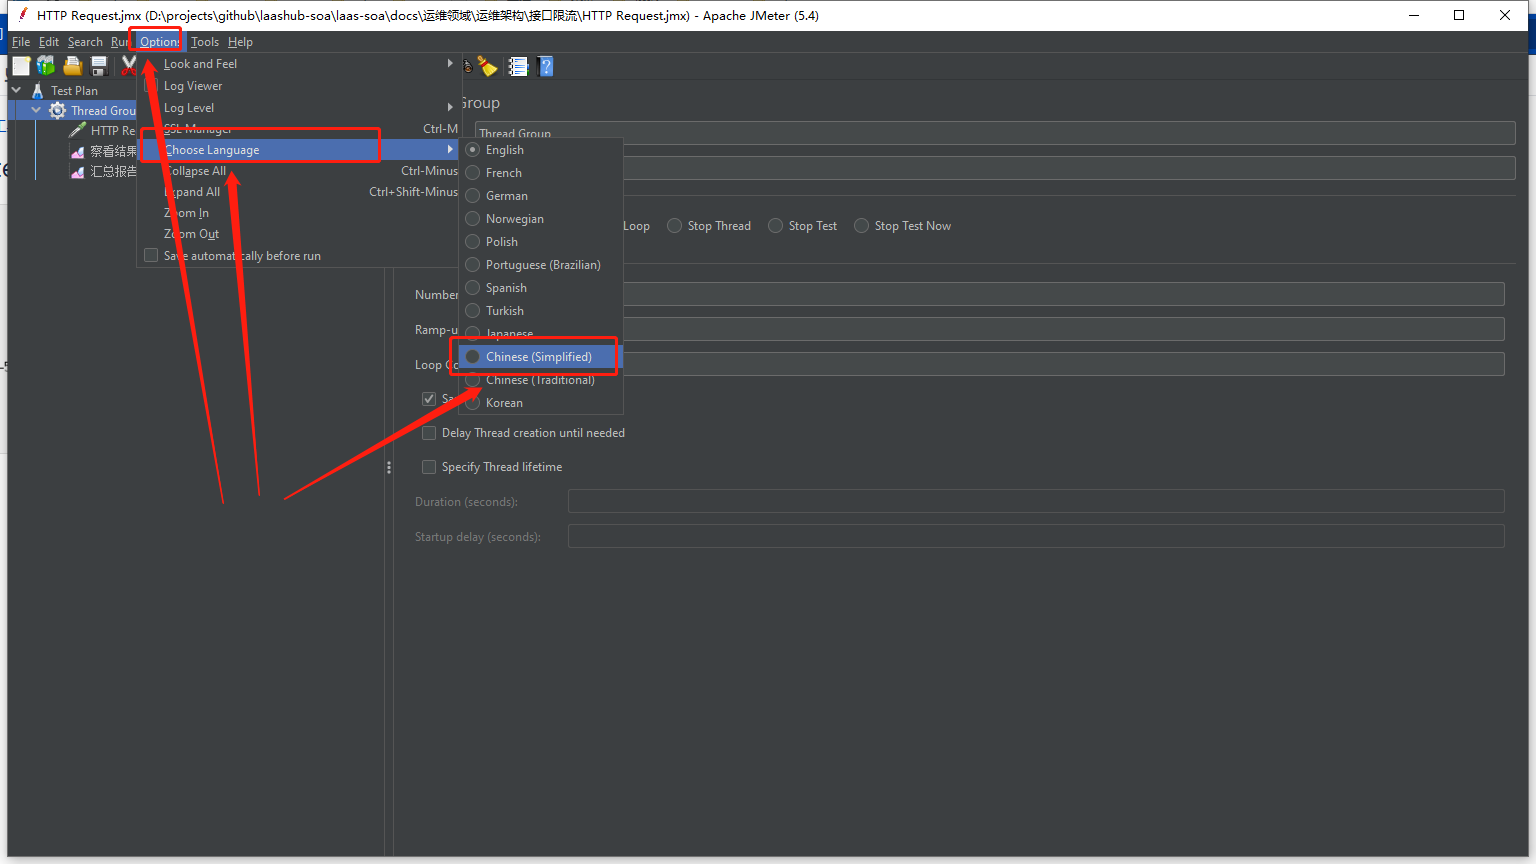 HTTP Request.jmx (D:\projects\github\laashub-soa\laas-soa\docs\运维领域\运维架构\接口限流\HTTP Request.jmx) - Apache JMeter (5.4)
File Edit Search Run Options Tools Help
Look and Feel
Log Viewer
Log Level
SSL Manager Ctrl-M
Choose Language
Collapse All Ctrl-Minus
Expand All Ctrl+Shift-Minus
Zoom In
Zoom Out
Save automatically before run
Test Plan
Thread Grou
HTTP Re
察看结果
汇总报告
English
French
German
Norwegian
Polish
Portuguese (Brazilian)
Spanish
Turkish
Japanese
Chinese (Simplified)
Chinese (Traditional)
Korean
Group
Thread Group
Loop Stop Thread Stop Test Stop Test Now
Number
Ramp-u
Loop Co
Sa
Delay Thread creation until needed
Specify Thread lifetime
Duration (seconds):
Startup delay (seconds):